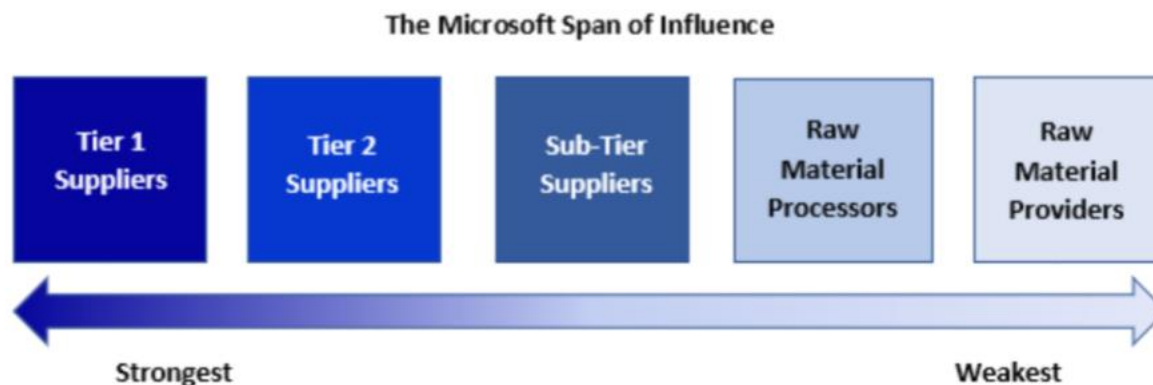 The Microsoft Span of Influence
Tier 1
Suppliers
Tier 2
Suppliers
Sub-Tier
Suppliers
Raw
Material
Processors
Raw
Material
Providers
Strongest
Weakest